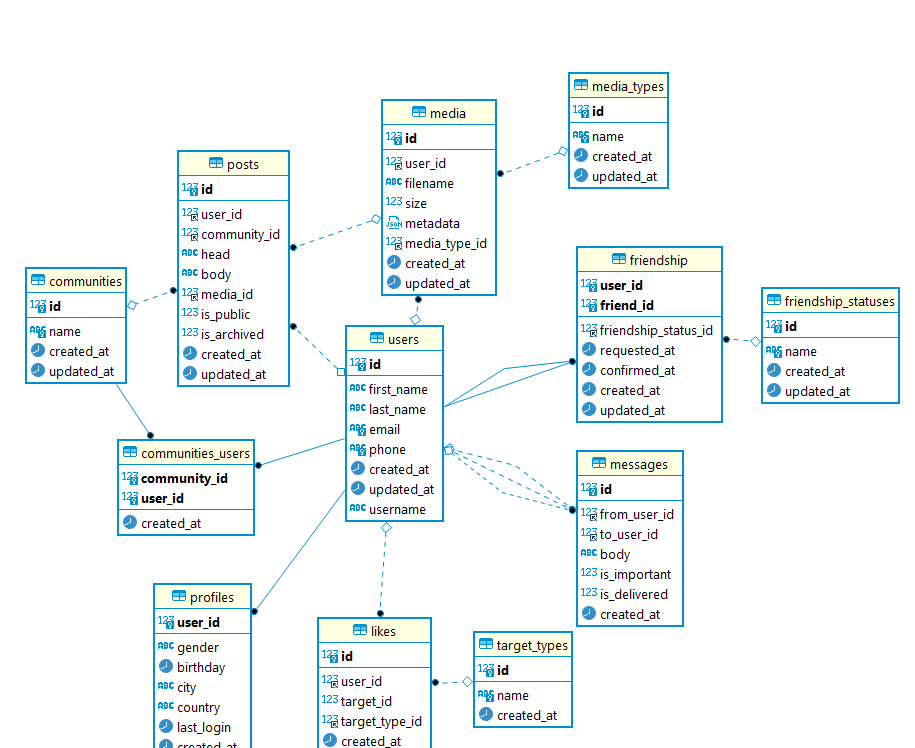 media_types
id
name
created_at
updated_at
media
id
user_id
filename
size
metadata
media_type_id
created_at
updated_at
posts
id
user_id
community_id
head
body
media_id
is_public
is_archived
created_at
updated_at
communities
id
name
created_at
updated_at
friendship
user_id
friend_id
friendship_status_id
requested_at
confirmed_at
created_at
updated_at
friendship_statuses
id
name
created_at
updated_at
users
id
first_name
last_name
email
phone
created_at
updated_at
username
communities_users
community_id
user_id
created_at
messages
id
from_user_id
to_user_id
body
is_important
is_delivered
created_at
profiles
user_id
gender
birthday
city
country
last_login
created_at
likes
id
user_id
target_id
target_type_id
created_at
target_types
id
name
created_at